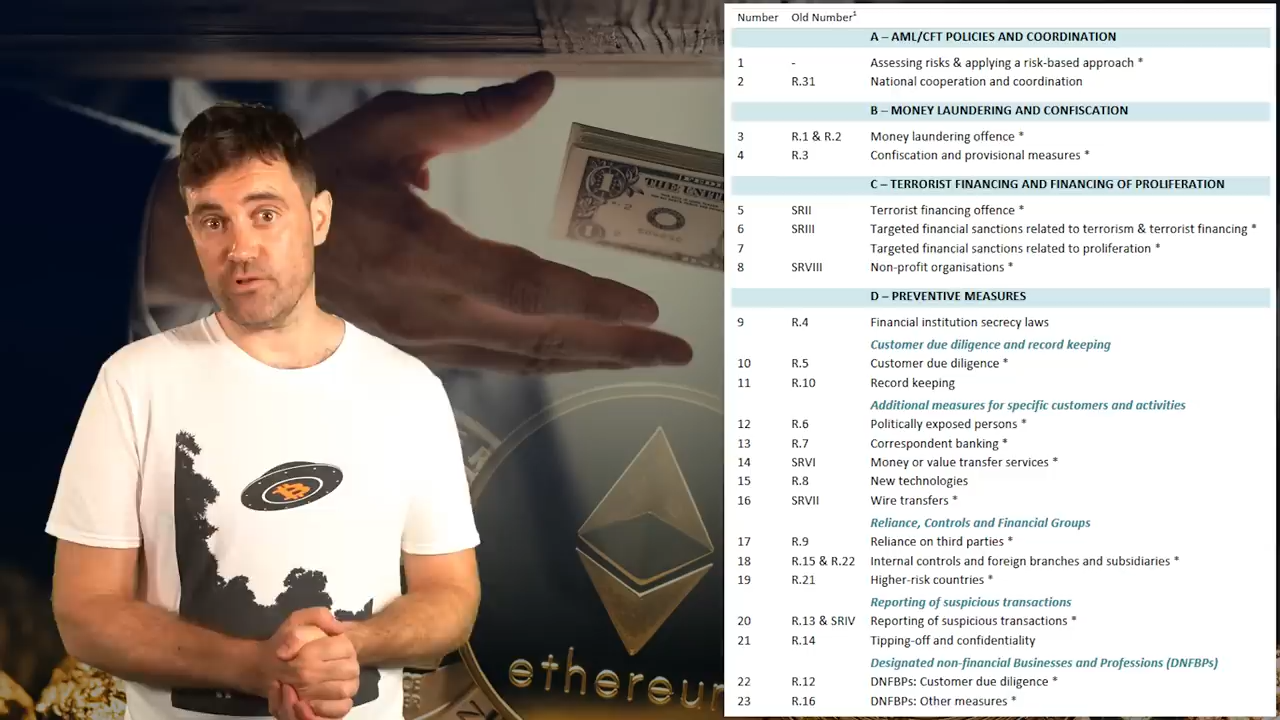 Number Old Number1
A – AML/CFT POLICIES AND COORDINATION
1 - Assessing risks & applying a risk-based approach *
2 R.31 National cooperation and coordination
B – MONEY LAUNDERING AND CONFISCATION
3 R.1 & R.2 Money laundering offence *
4 R.3 Confiscation and provisional measures *
C – TERRORIST FINANCING AND FINANCING OF PROLIFERATION
5 SRII Terrorist financing offence *
6 SRIII Targeted financial sanctions related to terrorism & terrorist financing *
7 Targeted financial sanctions related to proliferation *
8 SRVIII Non-profit organisations *
D – PREVENTIVE MEASURES
9 R.4 Financial institution secrecy laws
Customer due diligence and record keeping
10 R.5 Customer due diligence *
11 R.10 Record keeping
Additional measures for specific customers and activities
12 R.6 Politically exposed persons *
13 R.7 Correspondent banking *
14 SRVI Money or value transfer services *
15 R.8 New technologies
16 SRVII Wire transfers *
Reliance, Controls and Financial Groups
17 R.9 Reliance on third parties *
18 R.15 & R.22 Internal controls and foreign branches and subsidiaries *
19 R.21 Higher-risk countries *
Reporting of suspicious transactions
20 R.13 & SRIV Reporting of suspicious transactions *
21 R.14 Tipping-off and confidentiality
Designated non-financial Businesses and Professions (DNFBPs)
22 R.12 DNFBPs: Customer due diligence *
23 R.16 DNFBPs: Other measures *
THE UNIT
1
ethereu